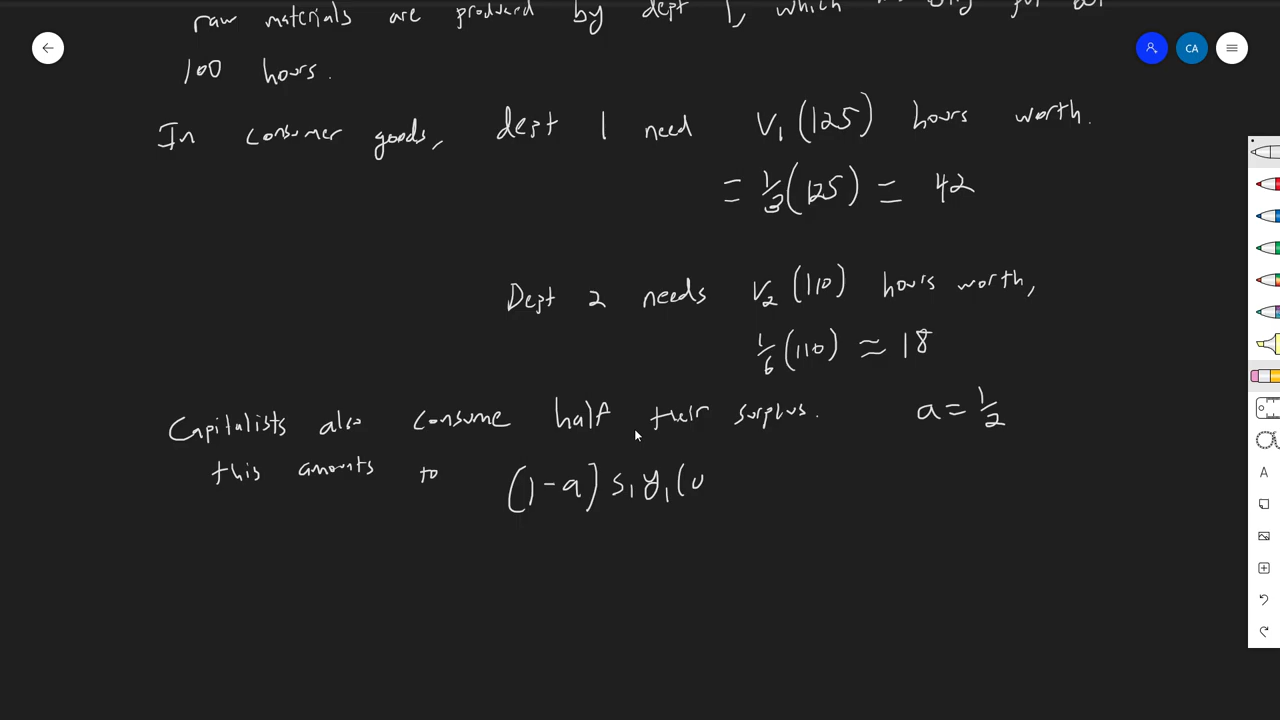 raw materials are produced by dept 1, which
100 hours.
In consumer goods, dept 1 need V₁(125) hours worth.
= 1/3(125) = 42
Dept 2 needs V₂(110) hours worth,
1/6(110) ≈ 18
Capitalists also consume half their surplus. a = 1/2
this amounts to (1-a) s₁y₁(
CA
A